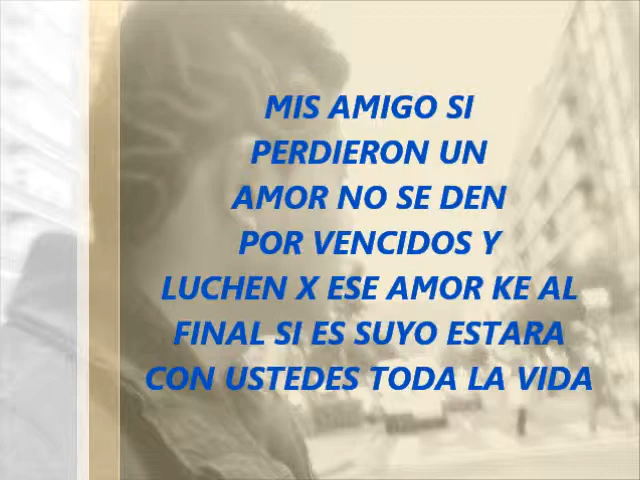 MIS AMIGO SI
PERDIERON UN
AMOR NO SE DEN
POR VENCIDOS Y
LUCHEN X ESE AMOR KE AL
FINAL SI ES SUYO ESTARA
CON USTEDES TODA LA VIDA